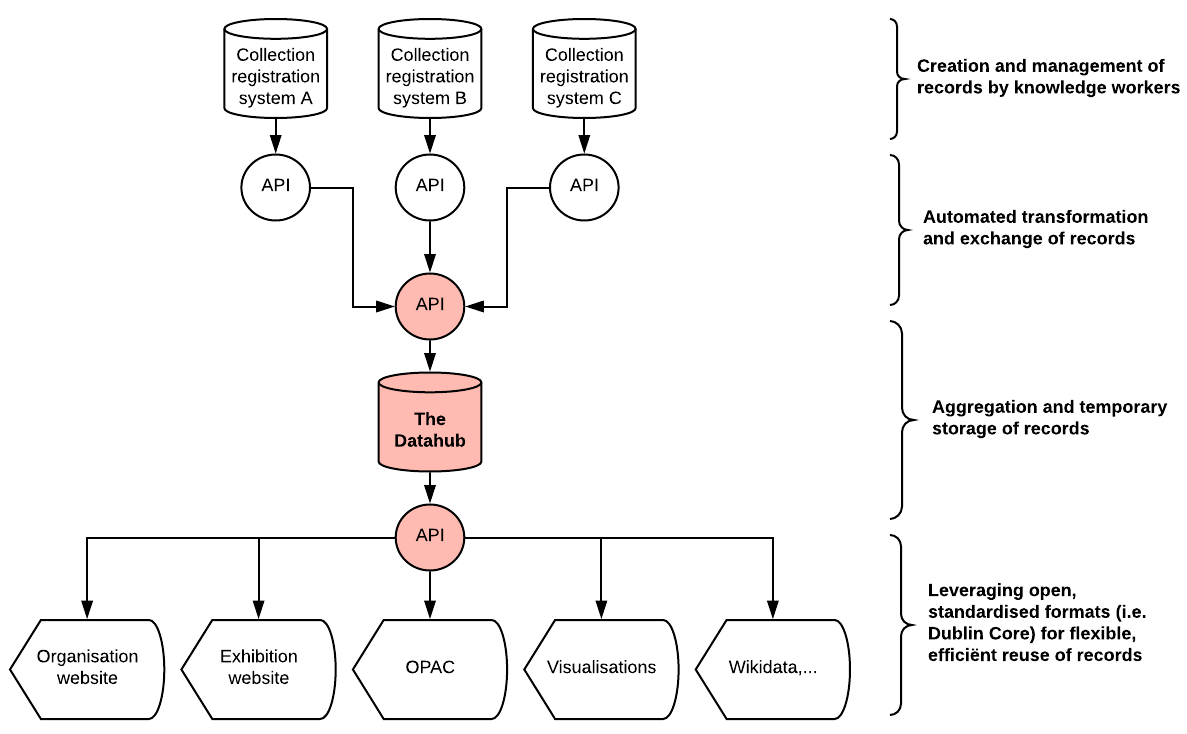 Collection
registration
system A
Collection
registration
system B
Collection
registration
system C
Creation and management of
records by knowledge workers
API
API
API
Automated transformation
and exchange of records
API
The
Datahub
Aggregation and temporary
storage of records
API
Organisation
website
Exhibition
website
OPAC
Visualisations
Wikidata,...
Leveraging open,
standardised formats (i.e.
Dublin Core) for flexible,
efficiënt reuse of records